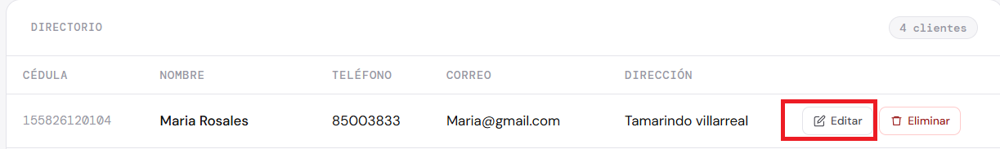 DIRECTORIO
4 clientes
CÉDULA NOMBRE TELÉFONO CORREO DIRECCIÓN
155826120104 Maria Rosales 85003833 Maria@gmail.com Tamarindo villarreal Editar Eliminar